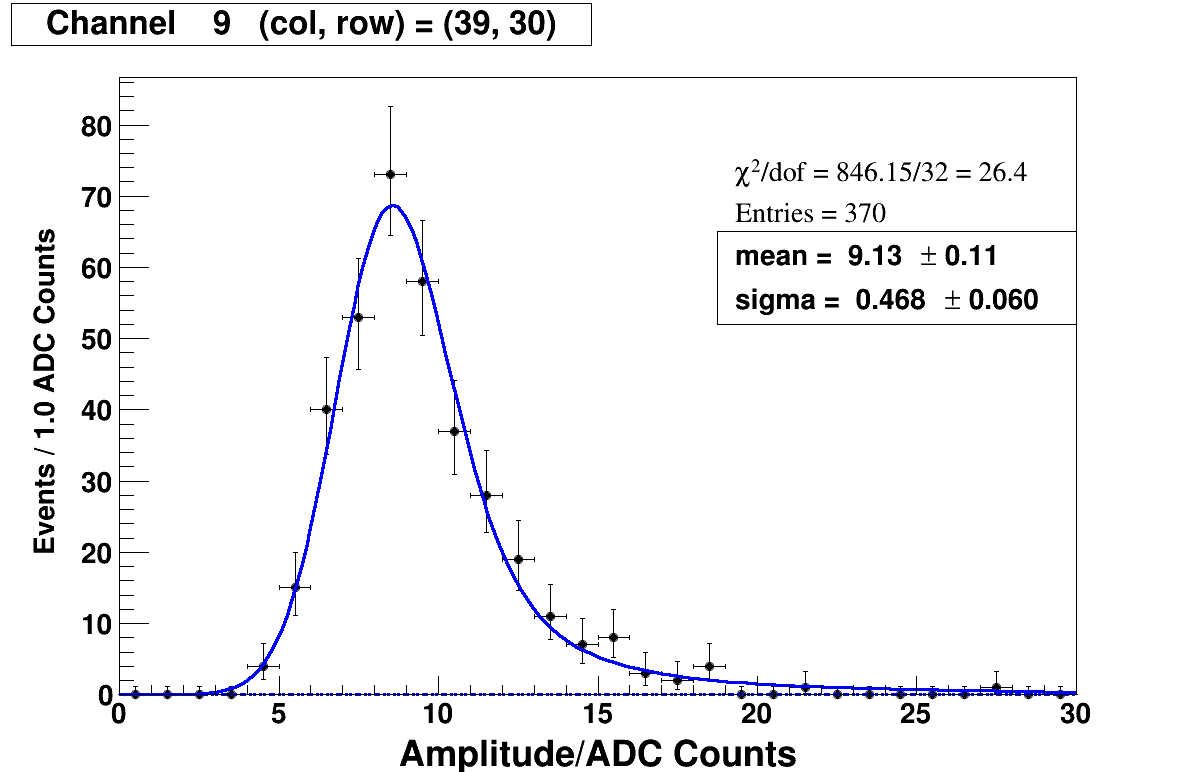 Channel 9 (col, row) = (39, 30)
χ²/dof = 846.15/32 = 26.4
Entries = 370
mean = 9.13 ± 0.11
sigma = 0.468 ± 0.060
Events / 1.0 ADC Counts
80
70
60
50
40
30
20
10
0
0 5 10 15 20 25 30
Amplitude/ADC Counts